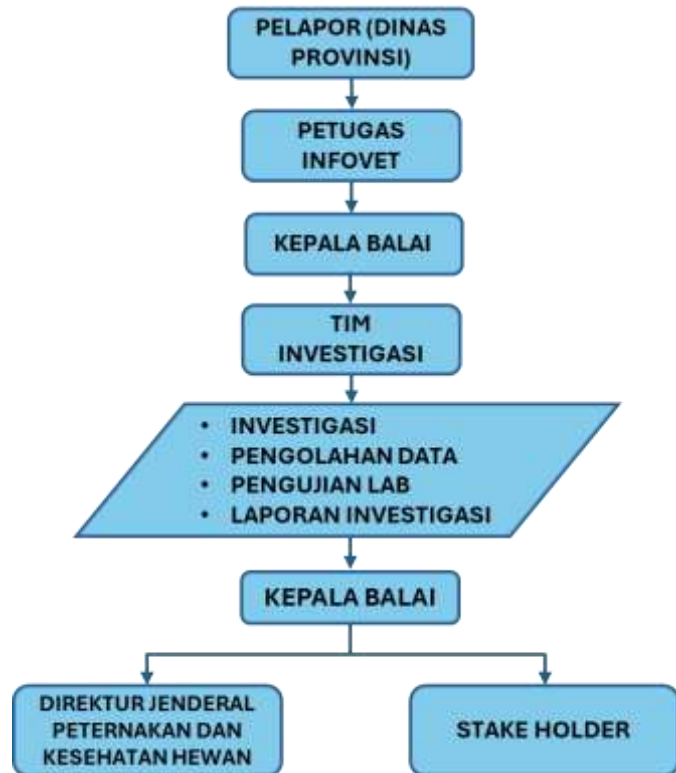 PELAPOR (DINAS
PROVINSI)
PETUGAS
INFOVET
KEPALA BALAI
TIM
INVESTIGASI
• INVESTIGASI
• PENGOLAHAN DATA
• PENGUJIAN LAB
• LAPORAN INVESTIGASI
KEPALA BALAI
DIREKTUR JENDERAL
PETERNAKAN DAN
KESEHATAN HEWAN
STAKE HOLDER